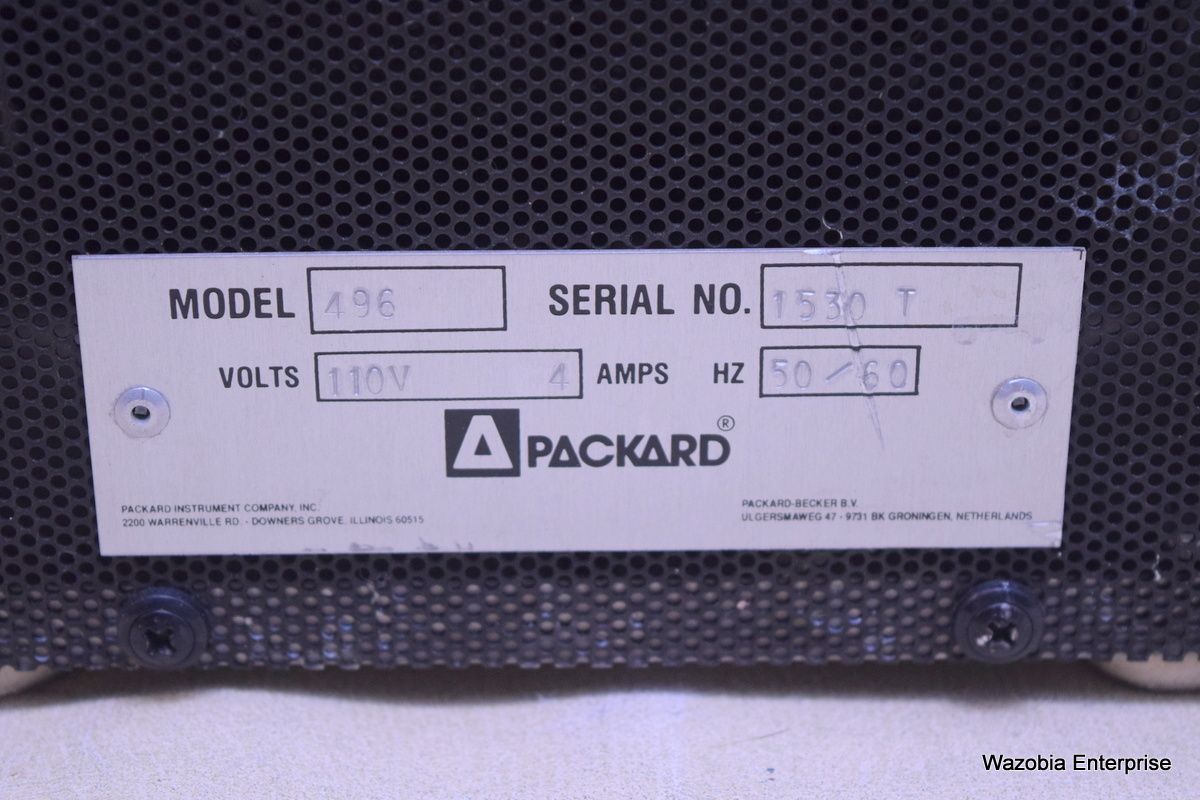 MODEL 496 SERIAL NO. 1530 T
VOLTS 110V 4 AMPS HZ 50/60
PACKARD®
PACKARD INSTRUMENT COMPANY, INC.
2200 WARRENVILLE RD. - DOWNERS GROVE, ILLINOIS 60515
PACKARD-BECKER B.V.
ULGERSMAWEG 47 - 9731 BK GRONINGEN, NETHERLANDS
Wazobia Enterprise